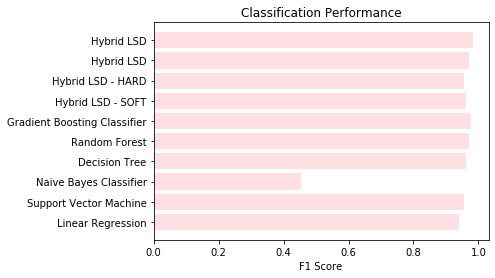 Classification Performance
Hybrid LSD
Hybrid LSD
Hybrid LSD - HARD
Hybrid LSD - SOFT
Gradient Boosting Classifier
Random Forest
Decision Tree
Naive Bayes Classifier
Support Vector Machine
Linear Regression
0.0 0.2 0.4 0.6 0.8 1.0
F1 Score